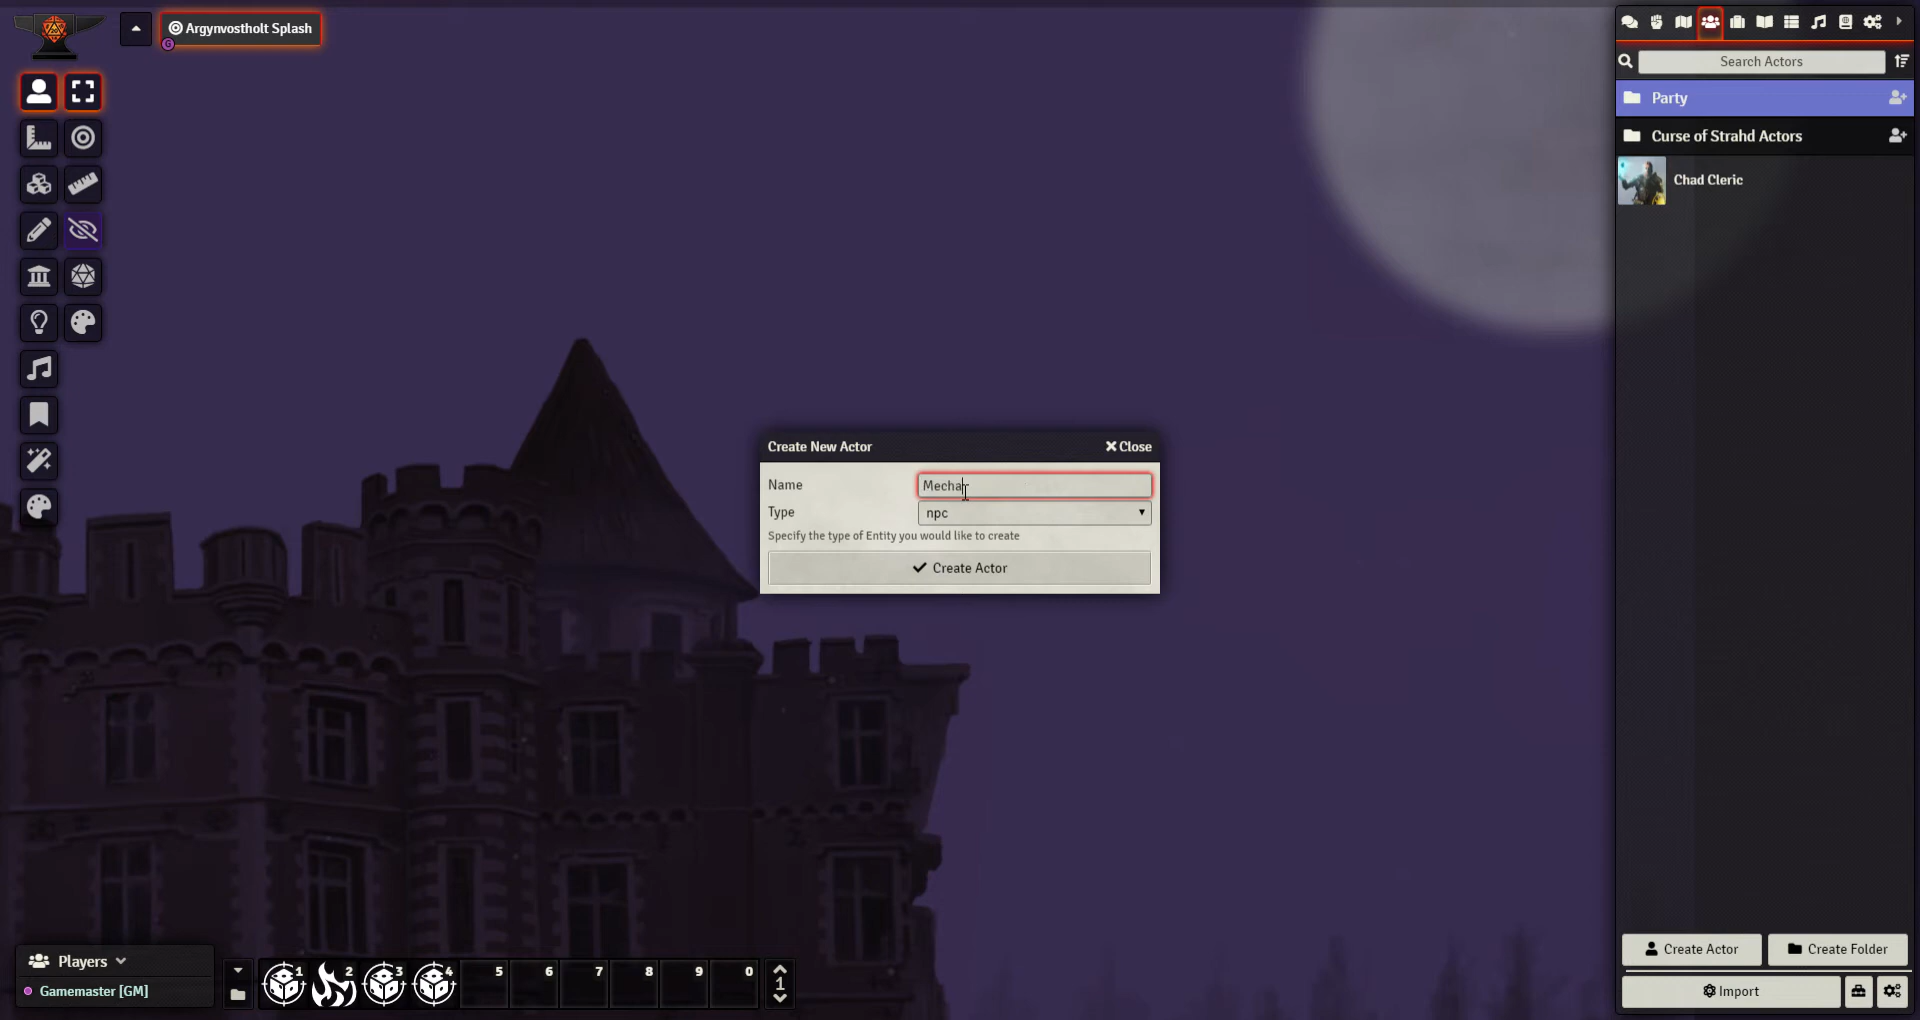 Argynvostholt Splash
G
Search Actors
Party
Curse of Strahd Actors
Chad Cleric
Create New Actor
Close
Name
Mecha
Type
npc
Specify the type of Entity you would like to create
Create Actor
Players
Gamemaster [GM]
1
2
3
4
5
6
7
8
9
0
1
Create Actor
Create Folder
Import